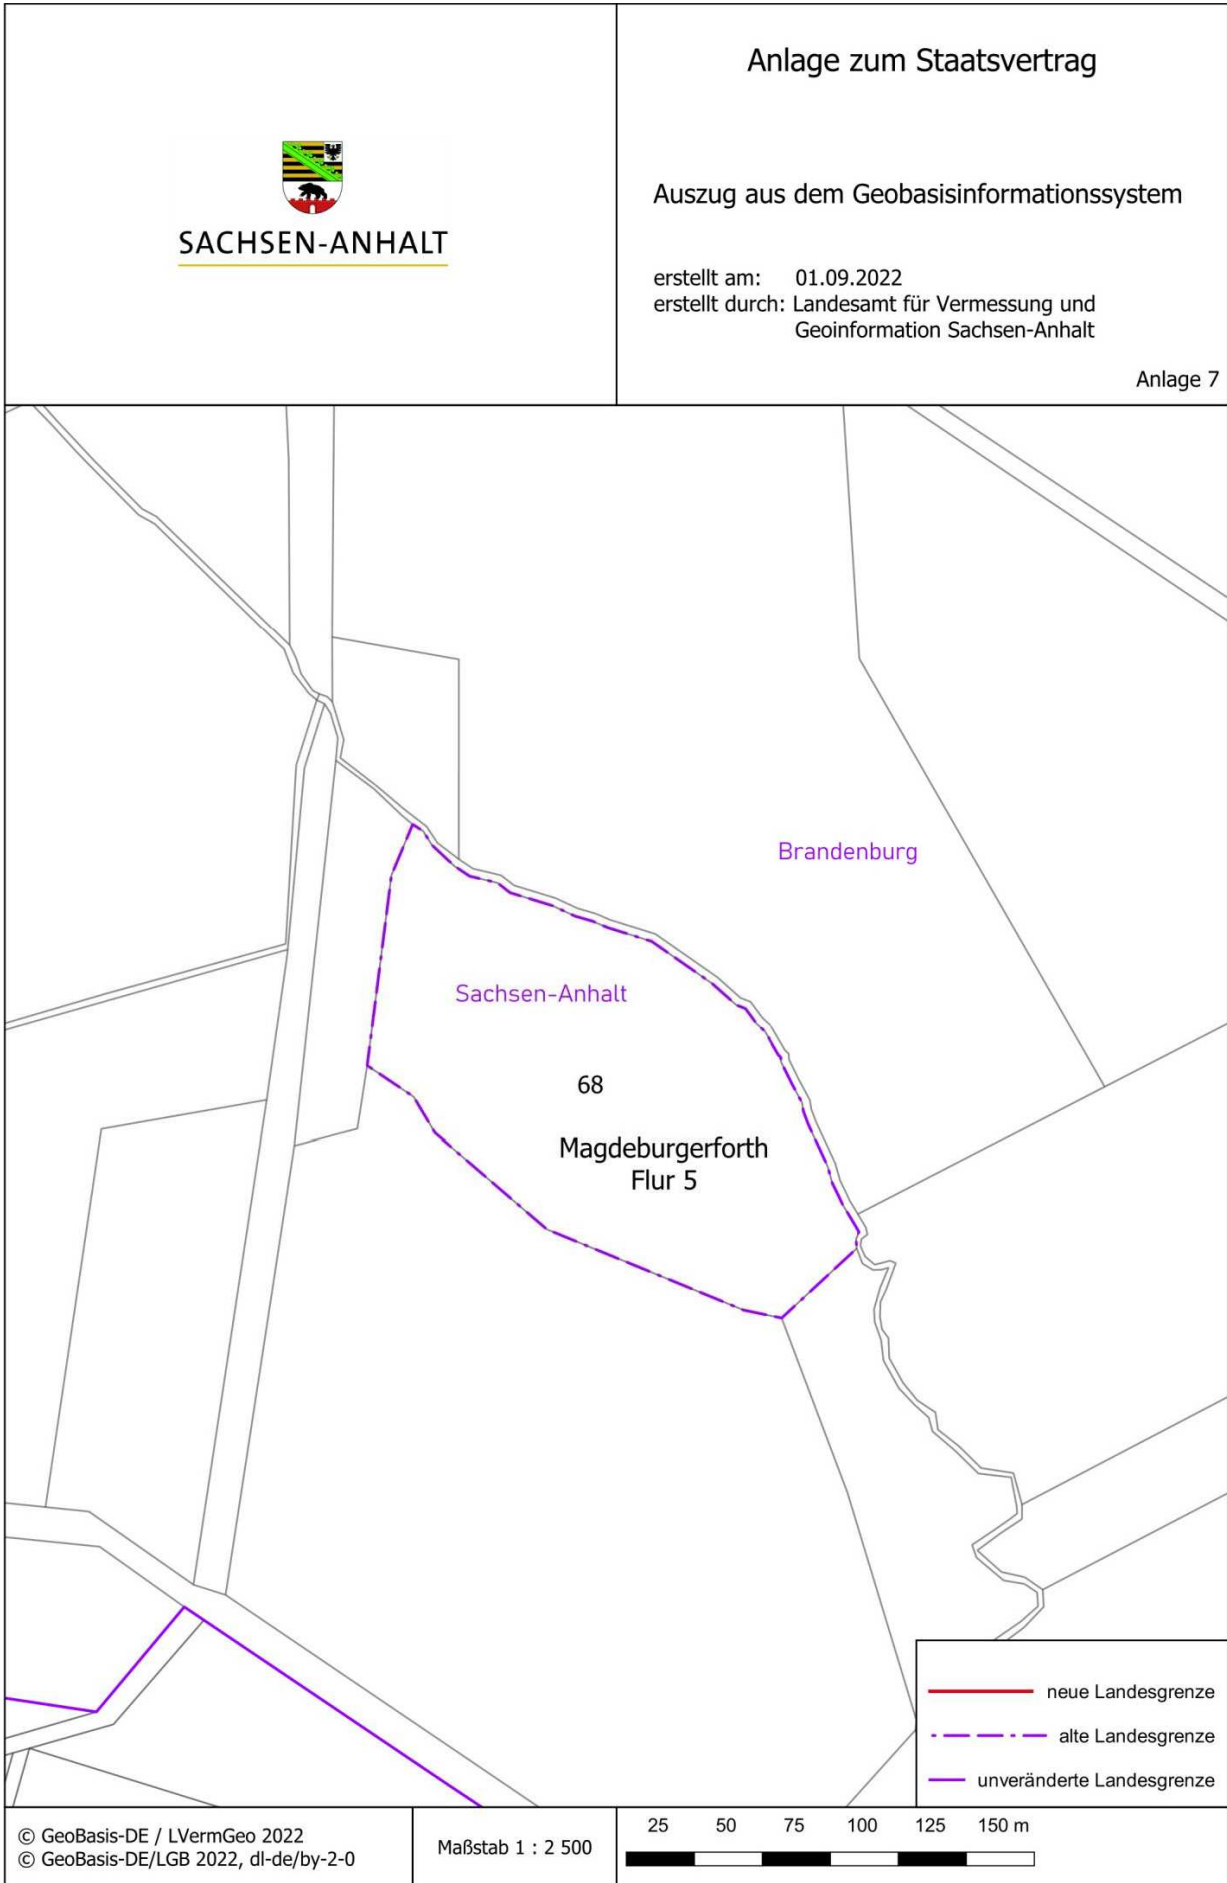 SACHSEN-ANHALT
Anlage zum Staatsvertrag
Auszug aus dem Geobasisinformationssystem
erstellt am: 01.09.2022
erstellt durch: Landesamt für Vermessung und
Geoinformation Sachsen-Anhalt
Anlage 7
Brandenburg
Sachsen-Anhalt
68
Magdeburgerforth
Flur 5
neue Landesgrenze
alte Landesgrenze
unveränderte Landesgrenze
© GeoBasis-DE / LVermGeo 2022
© GeoBasis-DE/LGB 2022, dl-de/by-2-0
Maßstab 1 : 2 500
25 50 75 100 125 150 m